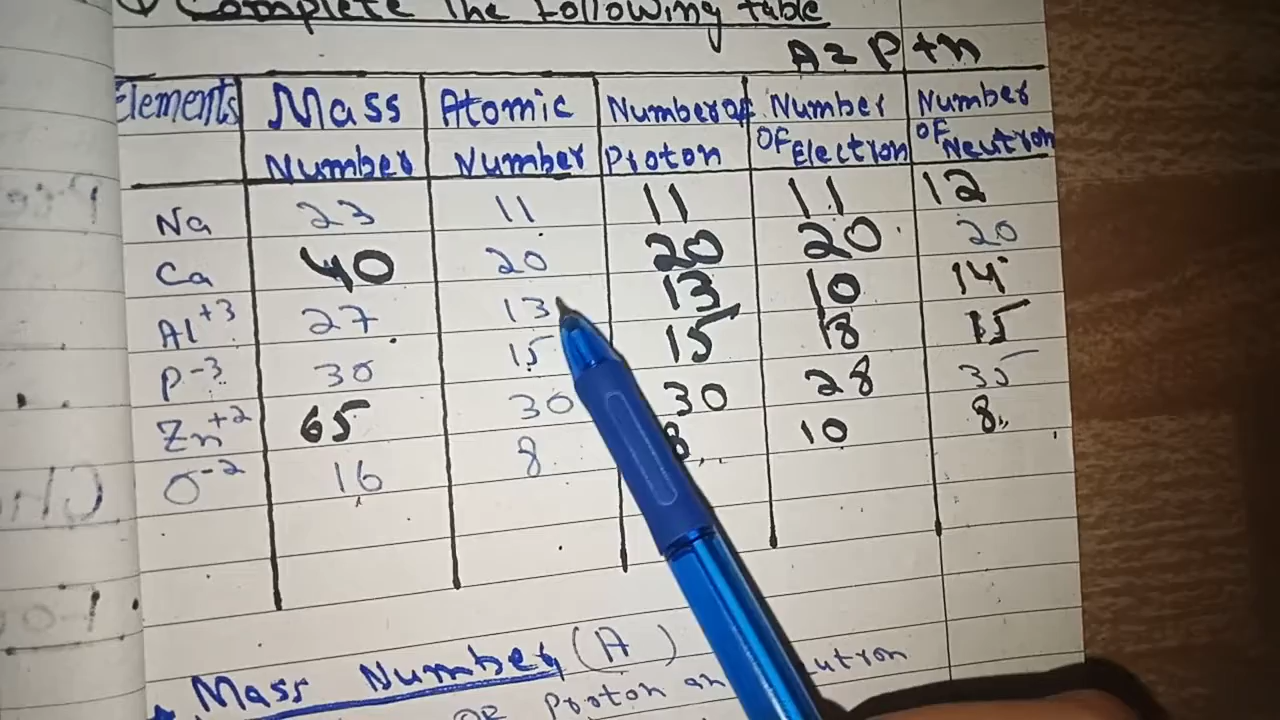 Complete The Following table
A = P + n
Elements Mass Number Atomic Number Number of Proton Number OF Electron Number OF Neutron
Na 23 11 11 11 12
Ca 40 20 20 20 20
Al+3 27 13 13 10 14
P-3 30 15 15 18 15
Zn+2 65 30 30 28 35
O-2 16 8 8 10 8
Mass Number (A)
OR Proton an